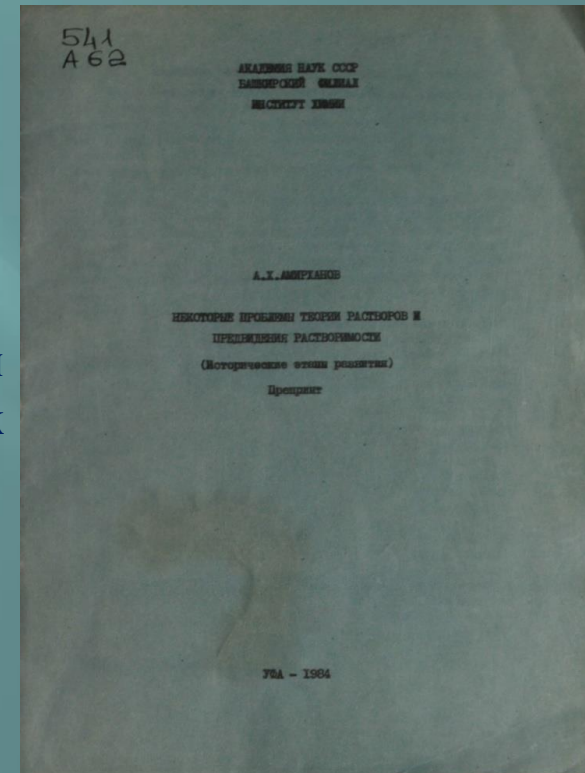 541
А 62
АКАДЕМИЯ НАУК СССР
БАШКИРСКИЙ ФИЛИАЛ
ИНСТИТУТ ХИМИИ
А.Х.АМИРХАНОВ
НЕКОТОРЫЕ ПРОБЛЕМЫ ТЕОРИИ РАСТВОРОВ И
ПРЕДВИДЕНИЯ РАСТВОРИМОСТИ
(Исторические этапы развития)
Препринт
УФА – 1984